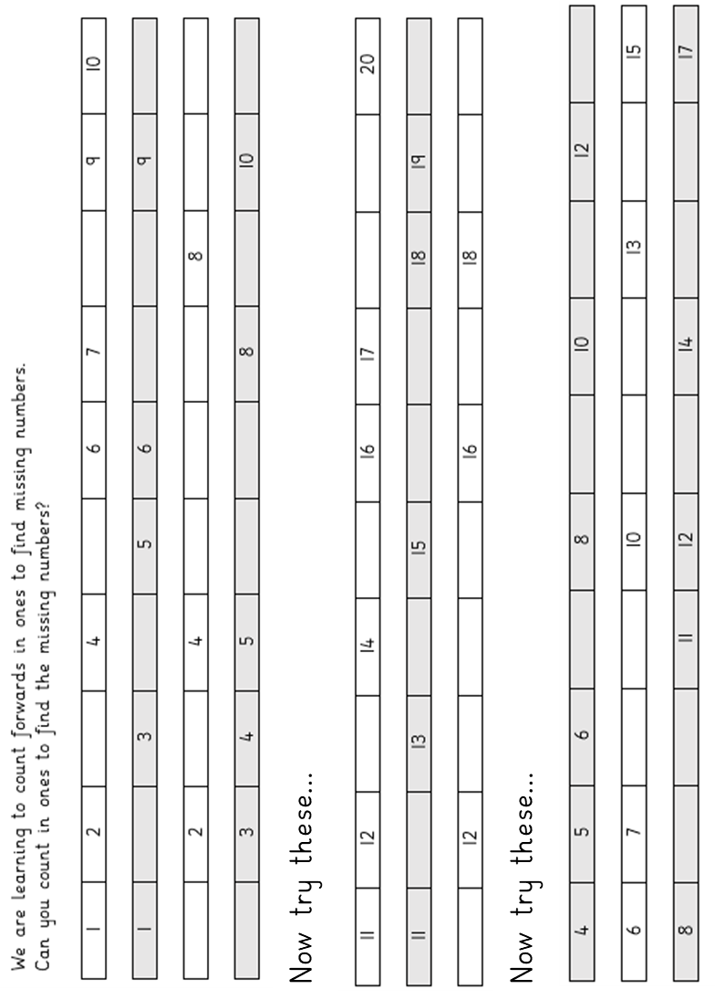 We are learning to count forwards in ones to find missing numbers.
Can you count in ones to find the missing numbers?
1 2 4 6 7 9 10
1 3 5 6 9
2 4 8
3 4 5 8 10
Now try these...
11 12 14 16 17 20
11 13 15 18 19
12 16 18
Now try these...
4 5 6 8 10 12
6 7 10 13 15
8 11 12 14 17